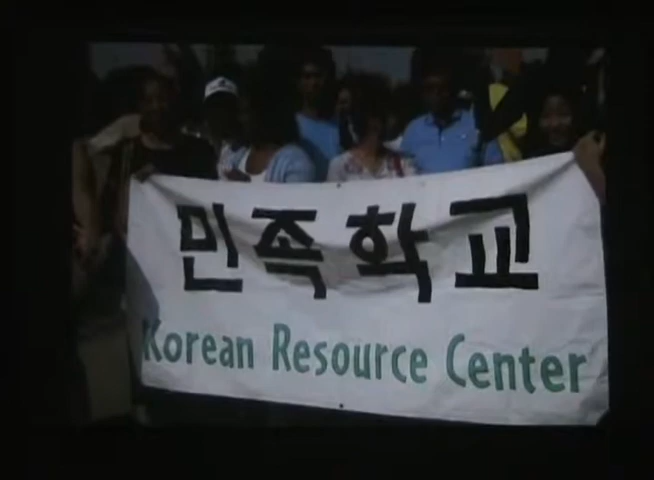 민족학교
Korean Resource Center